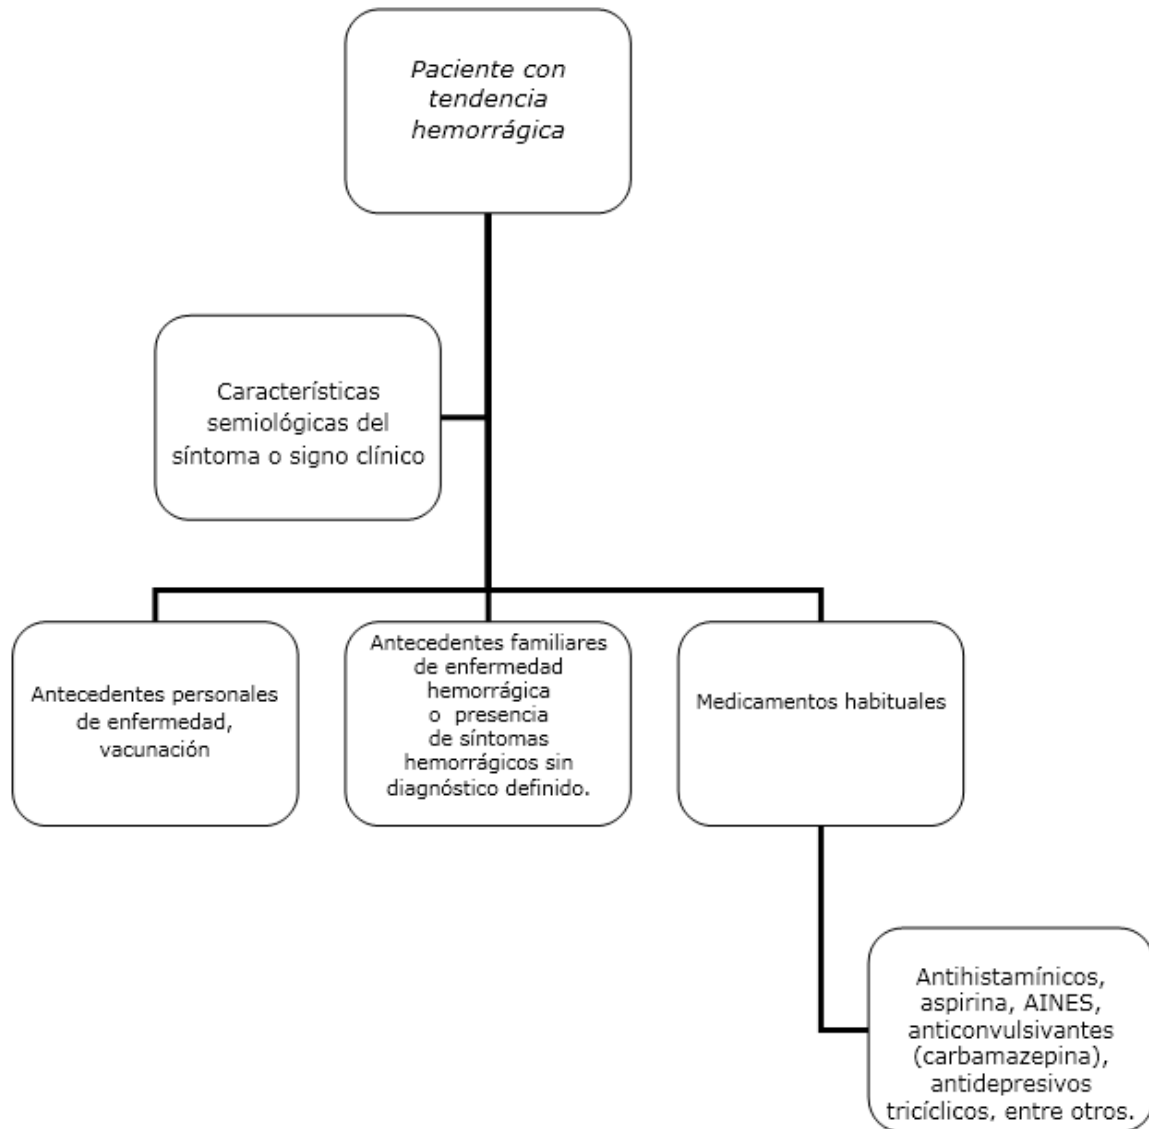 Paciente con
tendencia
hemorrágica
Característísticas
semiológicas del
síntoma o signo clínico
Antecedentes personales
de enfermedad,
vacunación
Antecedentes familiares
de enfermedad
hemorrágica
o presencia
de síntomas
hemorrágicos sin
diagnóstico definido.
Medicamentos habituales
Antihistamínicos,
aspirina, AINES,
anticonvulsivantes
(carbamazepina),
antidepresivos
tricíclicos, entre otros.